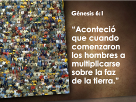 Génesis 6:1
"Aconteció
que cuando
comenzaron
los hombres a
multiplicarse
sobre la faz
de la tierra."